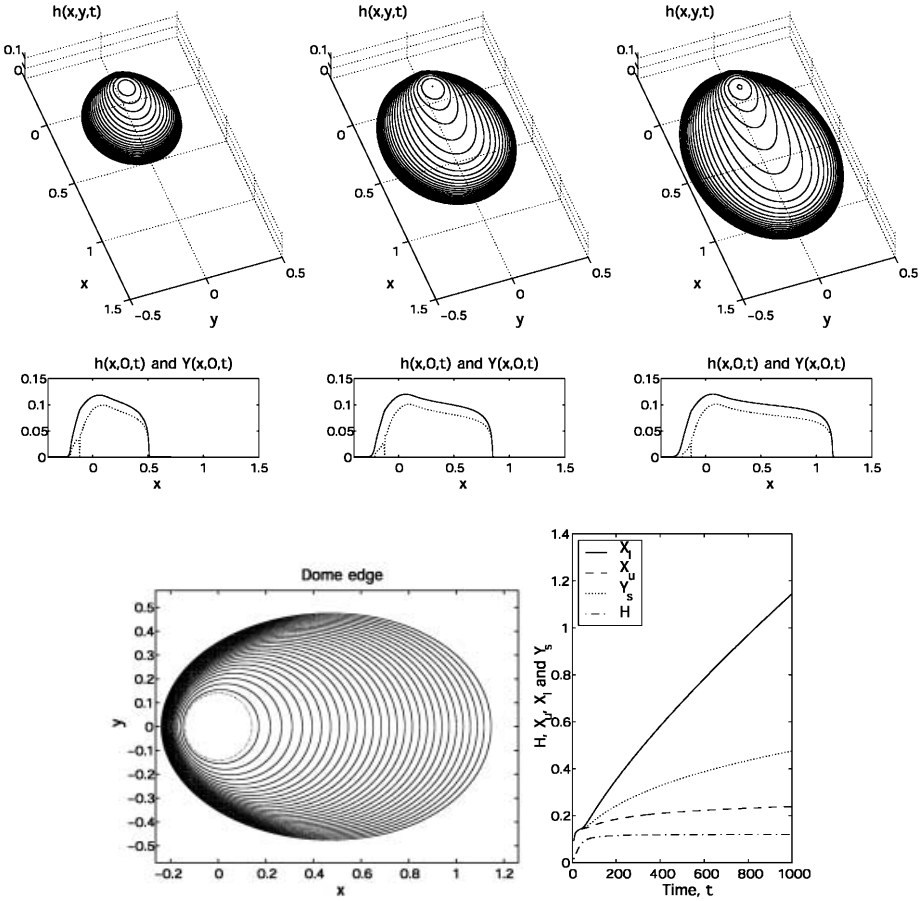 h(x,y,t)
h(x,y,t)
h(x,y,t)
0.1
0
0
0.5
1
1.5
x
-0.5
0
0.5
y
0.1
0
0
0.5
1
1.5
x
-0.5
0
0.5
y
0.1
0
0
0.5
1
1.5
x
-0.5
0
0.5
y
h(x,0,t) and Y(x,0,t)
0.15
0.1
0.05
0
0 0.5 1 1.5
x
h(x,0,t) and Y(x,0,t)
0.15
0.1
0.05
0
0 0.5 1 1.5
x
h(x,0,t) and Y(x,0,t)
0.15
0.1
0.05
0
0 0.5 1 1.5
x
Dome edge
0.5
0.4
0.3
0.2
0.1
0
-0.1
-0.2
-0.3
-0.4
-0.5
y
-0.2 0 0.2 0.4 0.6 0.8 1 1.2
x
1.4
1.2
1
0.8
0.6
0.4
0.2
0
H, X_u, X_l and Y_s
X_l
X_u
Y_s
H
0 200 400 600 800 1000
Time, t